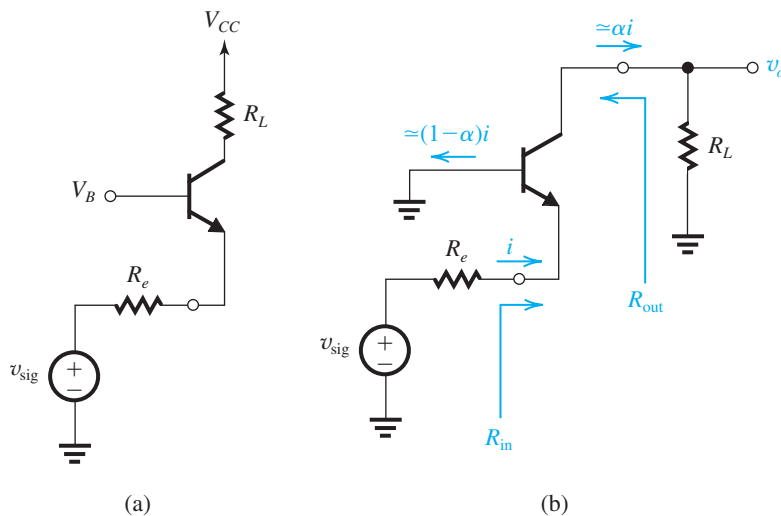 V_CC
R_L
V_B
R_e
v_sig
+
−
(a)
≃αi
v_o
≃(1−α)i
R_L
R_e
i
R_out
v_sig
+
−
R_in
(b)